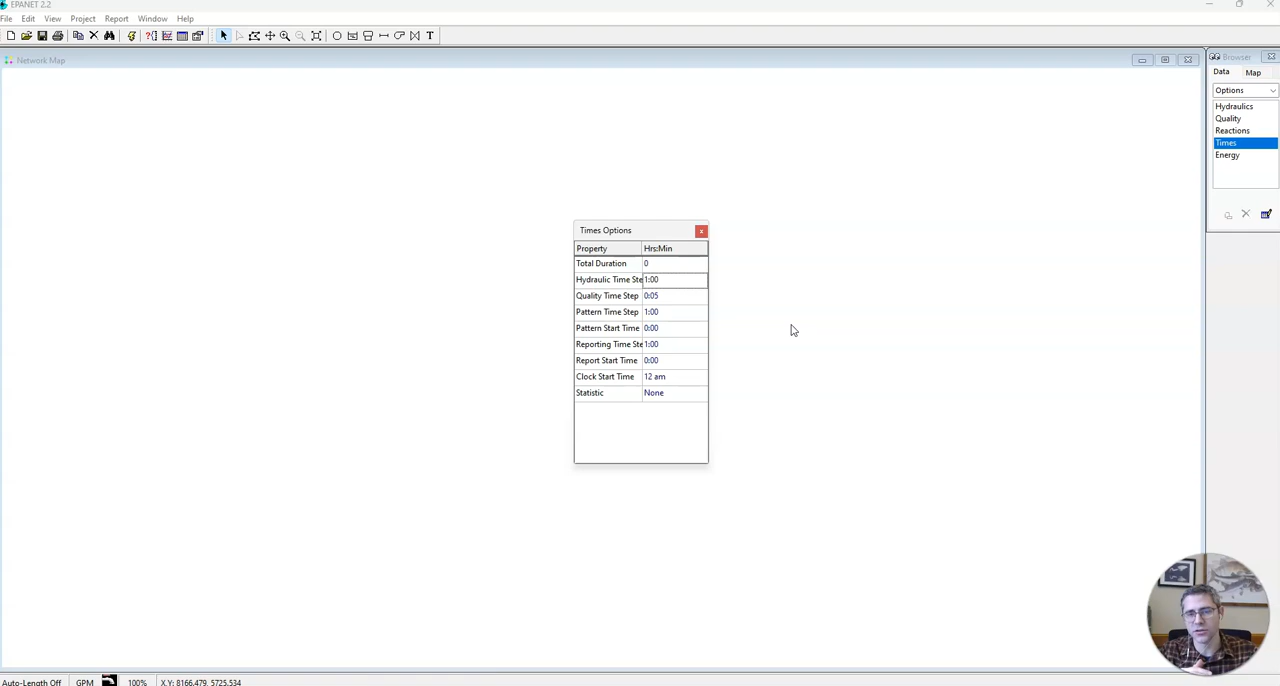 EPANET 2.2
File Edit View Project Report Window Help
Network Map
Browser
Data Map
Options
Hydraulics
Quality
Reactions
Times
Energy
Times Options
Property Hrs:Min
Total Duration 0
Hydraulic Time Ste 1:00
Quality Time Step 0:05
Pattern Time Step 1:00
Pattern Start Time 0:00
Reporting Time Ste 1:00
Report Start Time 0:00
Clock Start Time 12 am
Statistic None
Auto-Length Off GPM 100% X,Y: 8166.479, 5725.534